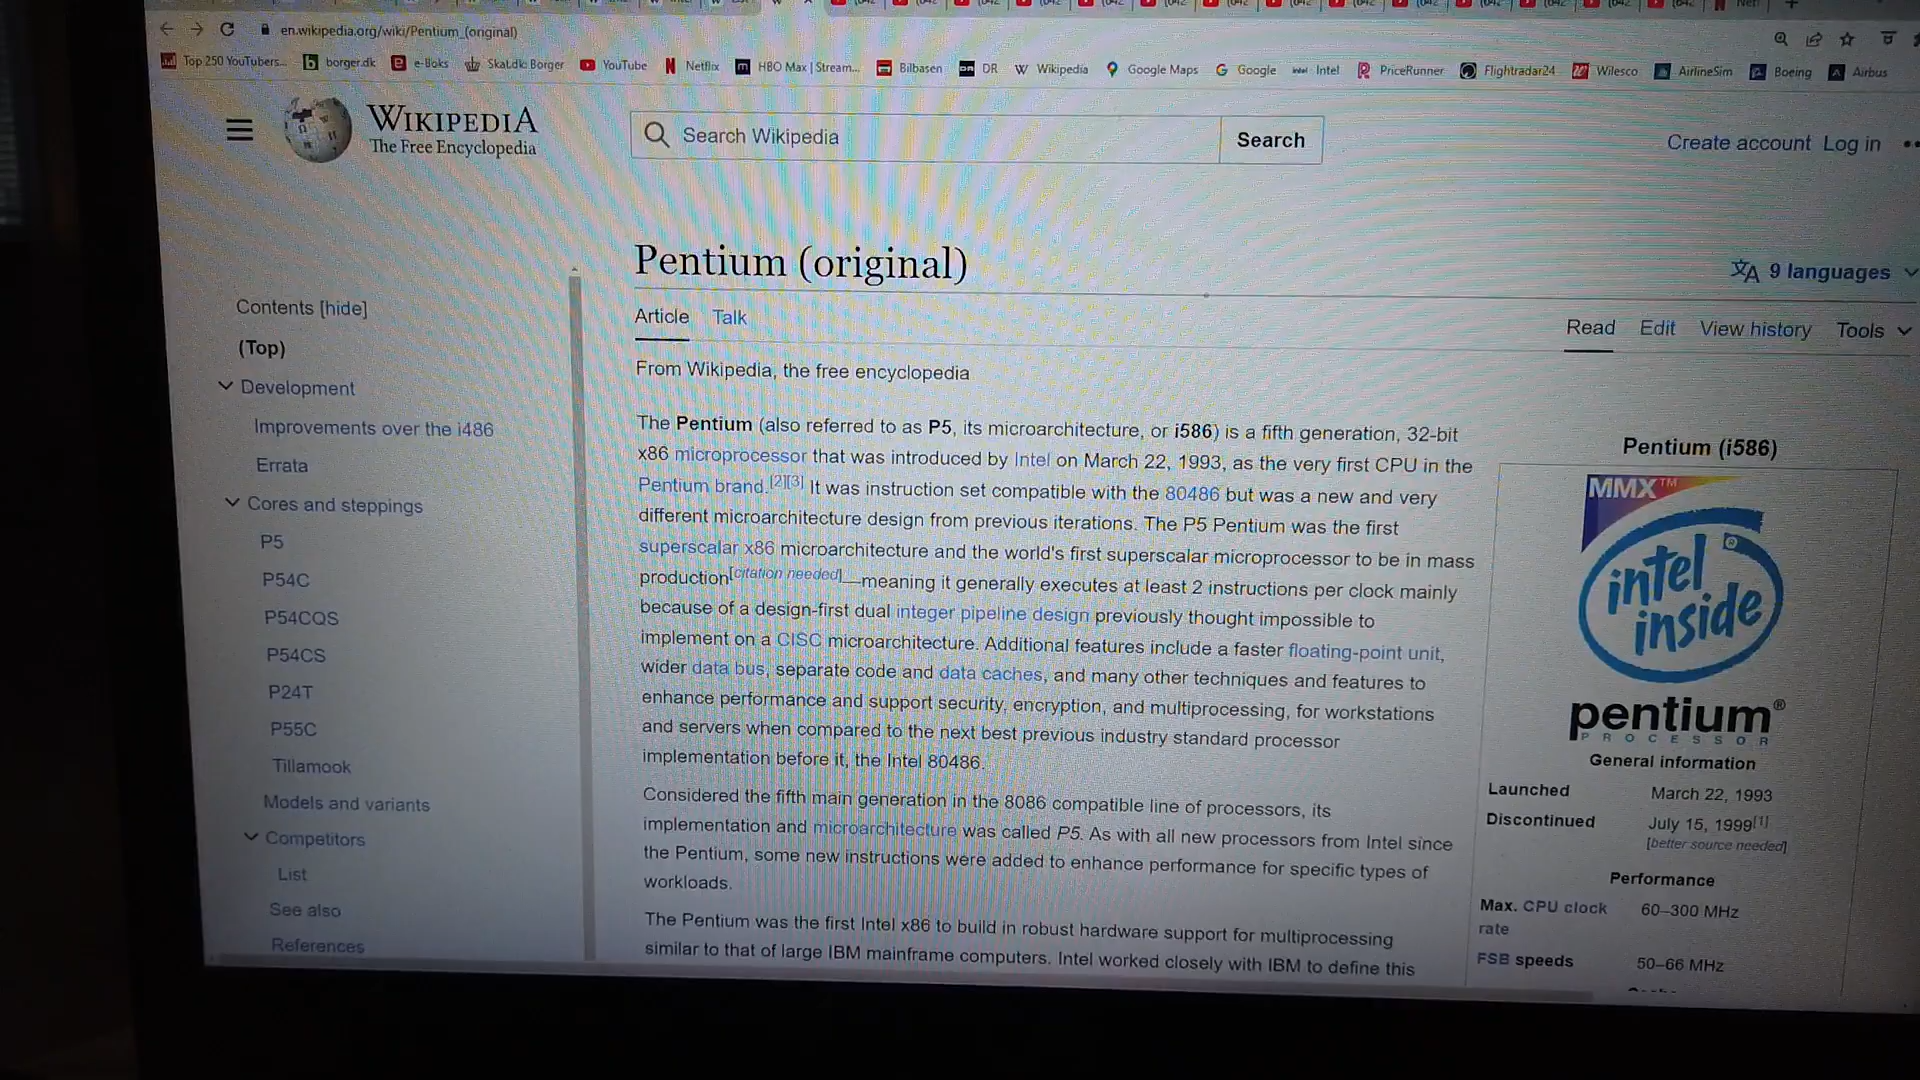 en.wikipedia.org/wiki/Pentium_(original)
Top 250 YouTubers... borger.dk e-Boks Skat.dk: Borger YouTube Netflix HBO Max | Stream... Bilbasen DR Wikipedia Google Maps Google Intel PriceRunner Flightradar24 Wilesco AirlineSim Boeing Airbus
WIKIPEDIA
The Free Encyclopedia
Search Wikipedia
Search
Create account Log in
Pentium (original)
9 languages
Article Talk
Read Edit View history Tools
From Wikipedia, the free encyclopedia
Contents [hide]
(Top)
Development
Improvements over the i486
Errata
Cores and steppings
P5
P54C
P54CQS
P54CS
P24T
P55C
Tillamook
Models and variants
Competitors
List
See also
References
The Pentium (also referred to as P5, its microarchitecture, or i586) is a fifth generation, 32-bit
x86 microprocessor that was introduced by Intel on March 22, 1993, as the very first CPU in the
Pentium brand.[2][3] It was instruction set compatible with the 80486 but was a new and very
different microarchitecture design from previous iterations. The P5 Pentium was the first
superscalar x86 microarchitecture and the world's first superscalar microprocessor to be in mass
production[citation needed]—meaning it generally executes at least 2 instructions per clock mainly
because of a design-first dual integer pipeline design previously thought impossible to
implement on a CISC microarchitecture. Additional features include a faster floating-point unit,
wider data bus, separate code and data caches, and many other techniques and features to
enhance performance and support security, encryption, and multiprocessing, for workstations
and servers when compared to the next best previous industry standard processor
implementation before it, the Intel 80486.
Considered the fifth main generation in the 8086 compatible line of processors, its
implementation and microarchitecture was called P5. As with all new processors from Intel since
the Pentium, some new instructions were added to enhance performance for specific types of
workloads.
The Pentium was the first Intel x86 to build in robust hardware support for multiprocessing
similar to that of large IBM mainframe computers. Intel worked closely with IBM to define this
Pentium (i586)
MMX™
intel®
inside
pentium®
PROCESSOR
General information
Launched March 22, 1993
Discontinued July 15, 1999[1]
[better source needed]
Performance
Max. CPU clock rate 60–300 MHz
FSB speeds 50–66 MHz